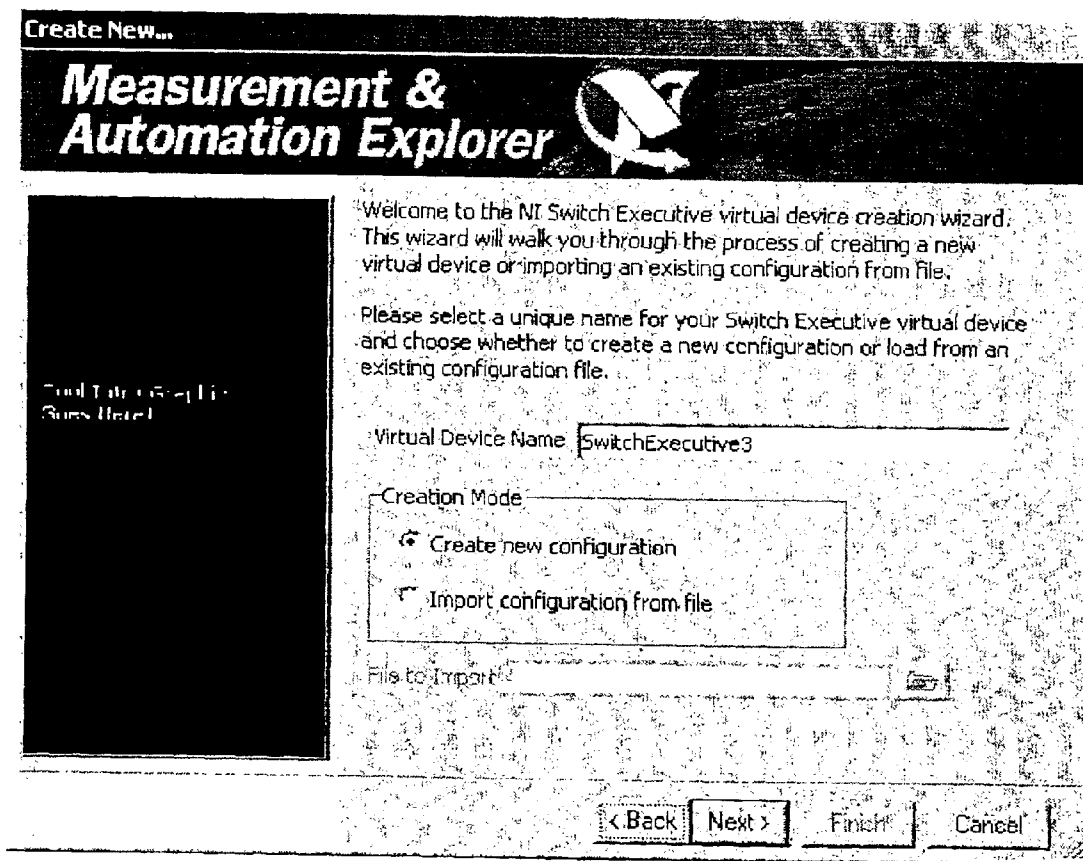 Create New...
Measurement &
Automation Explorer
Welcome to the NI Switch Executive virtual device creation wizard.
This wizard will walk you through the process of creating a new
virtual device or importing an existing configuration from file.
Please select a unique name for your Switch Executive virtual device
and choose whether to create a new configuration or load from an
existing configuration file.
Goes Here!
Virtual Device Name SwitchExecutive3
Creation Mode
Create new configuration
Import configuration from file
File to Import
< Back Next > Finish Cancel